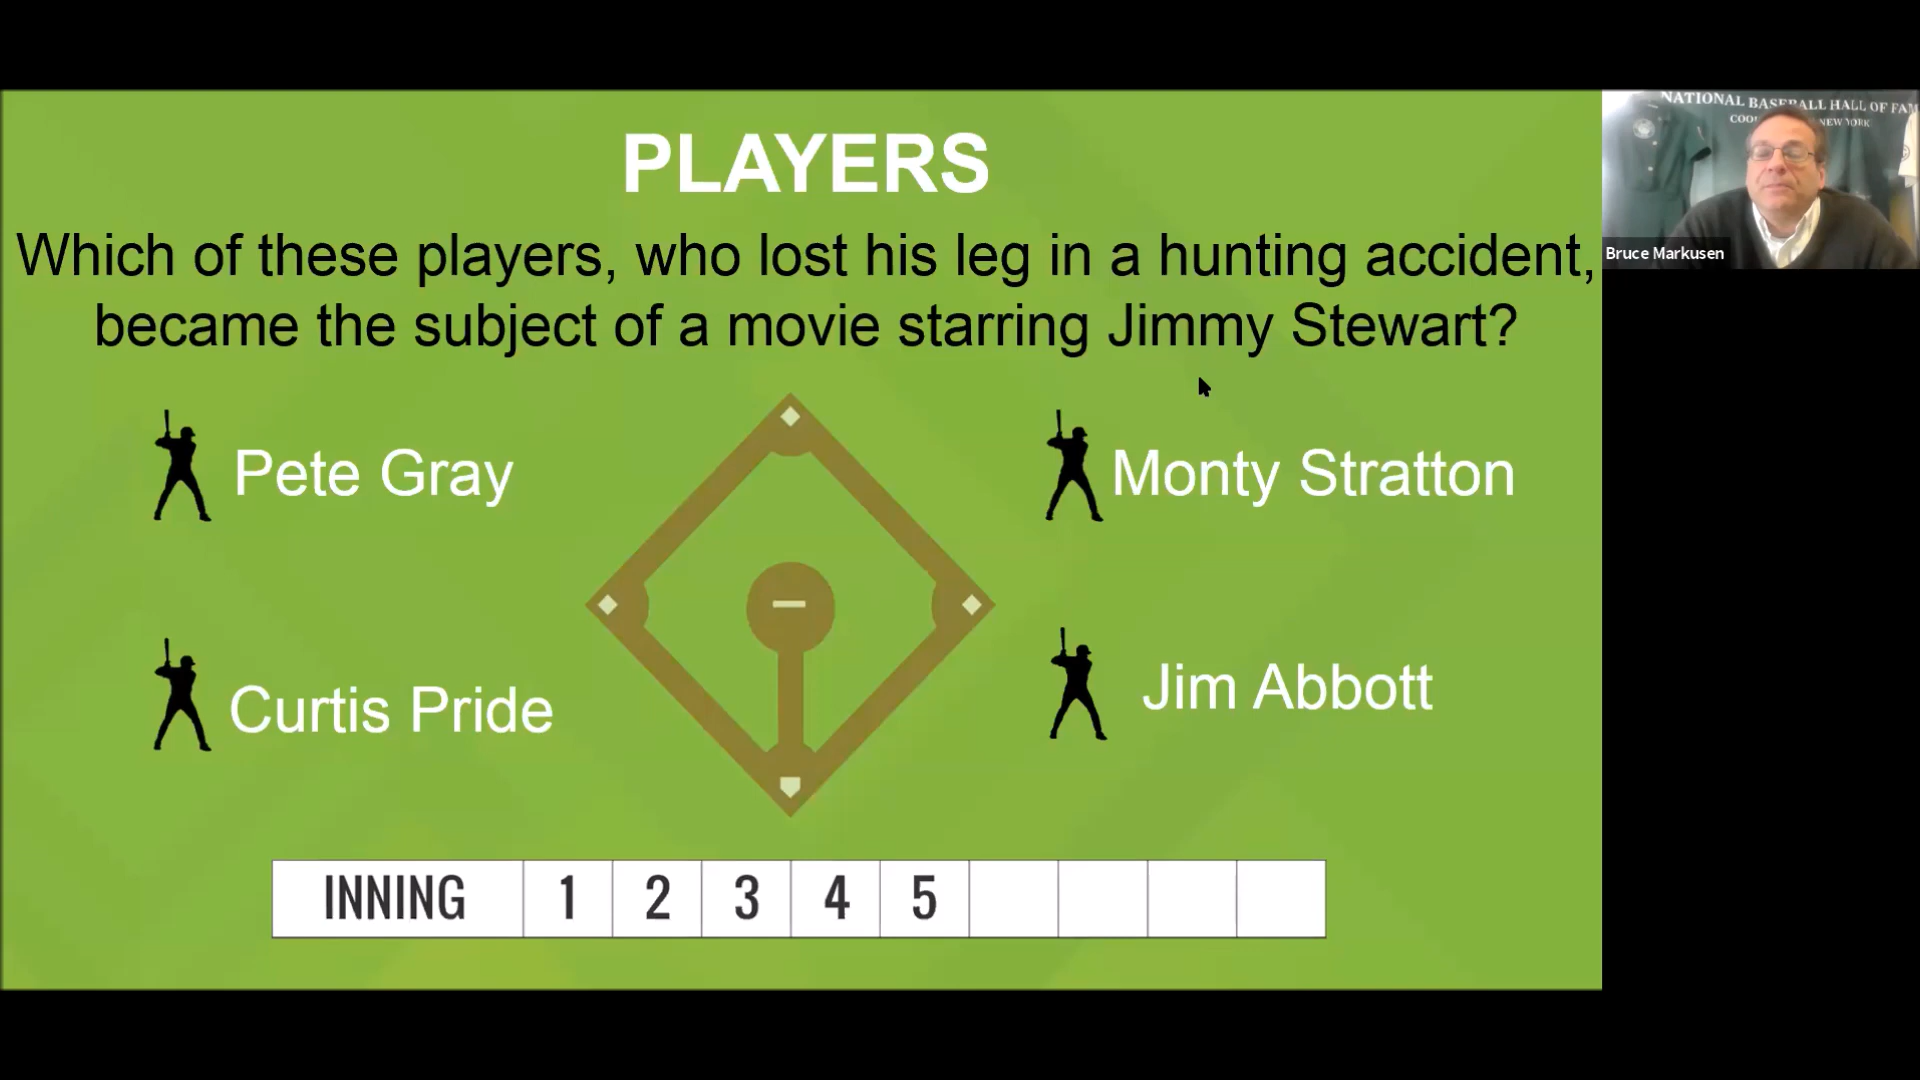 PLAYERS
Which of these players, who lost his leg in a hunting accident,
became the subject of a movie starring Jimmy Stewart?
Pete Gray
Monty Stratton
Curtis Pride
Jim Abbott
INNING 1 2 3 4 5
NATIONAL BASEBALL HALL OF FAM
NEW YORK
Bruce Markusen